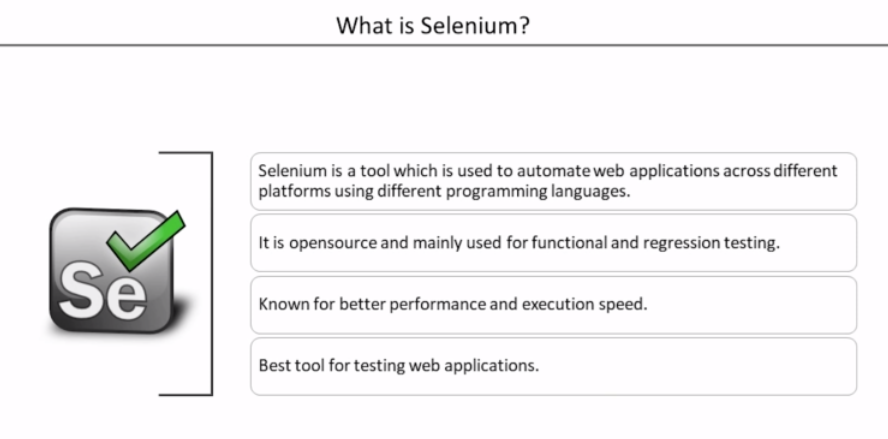 What is Selenium?
Selenium is a tool which is used to automate web applications across different
platforms using different programming languages.
It is opensource and mainly used for functional and regression testing.
Se
Known for better performance and execution speed.
Best tool for testing web applications.